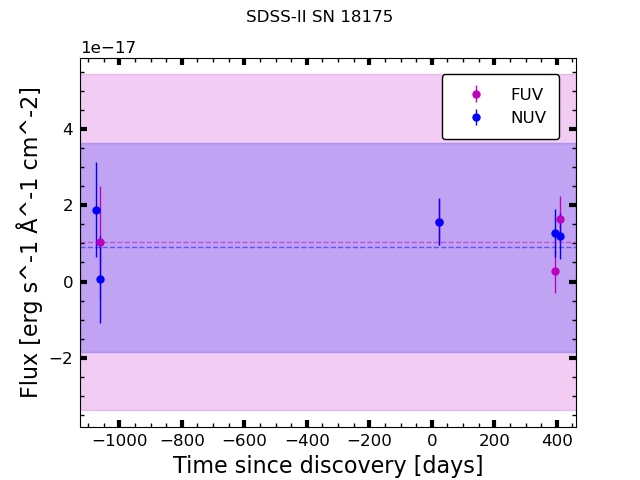 SDSS-II SN 18175
1e−17
FUV
NUV
4
2
0
−2
Flux [erg s^-1 Å^-1 cm^-2]
−1000 −800 −600 −400 −200 0 200 400
Time since discovery [days]